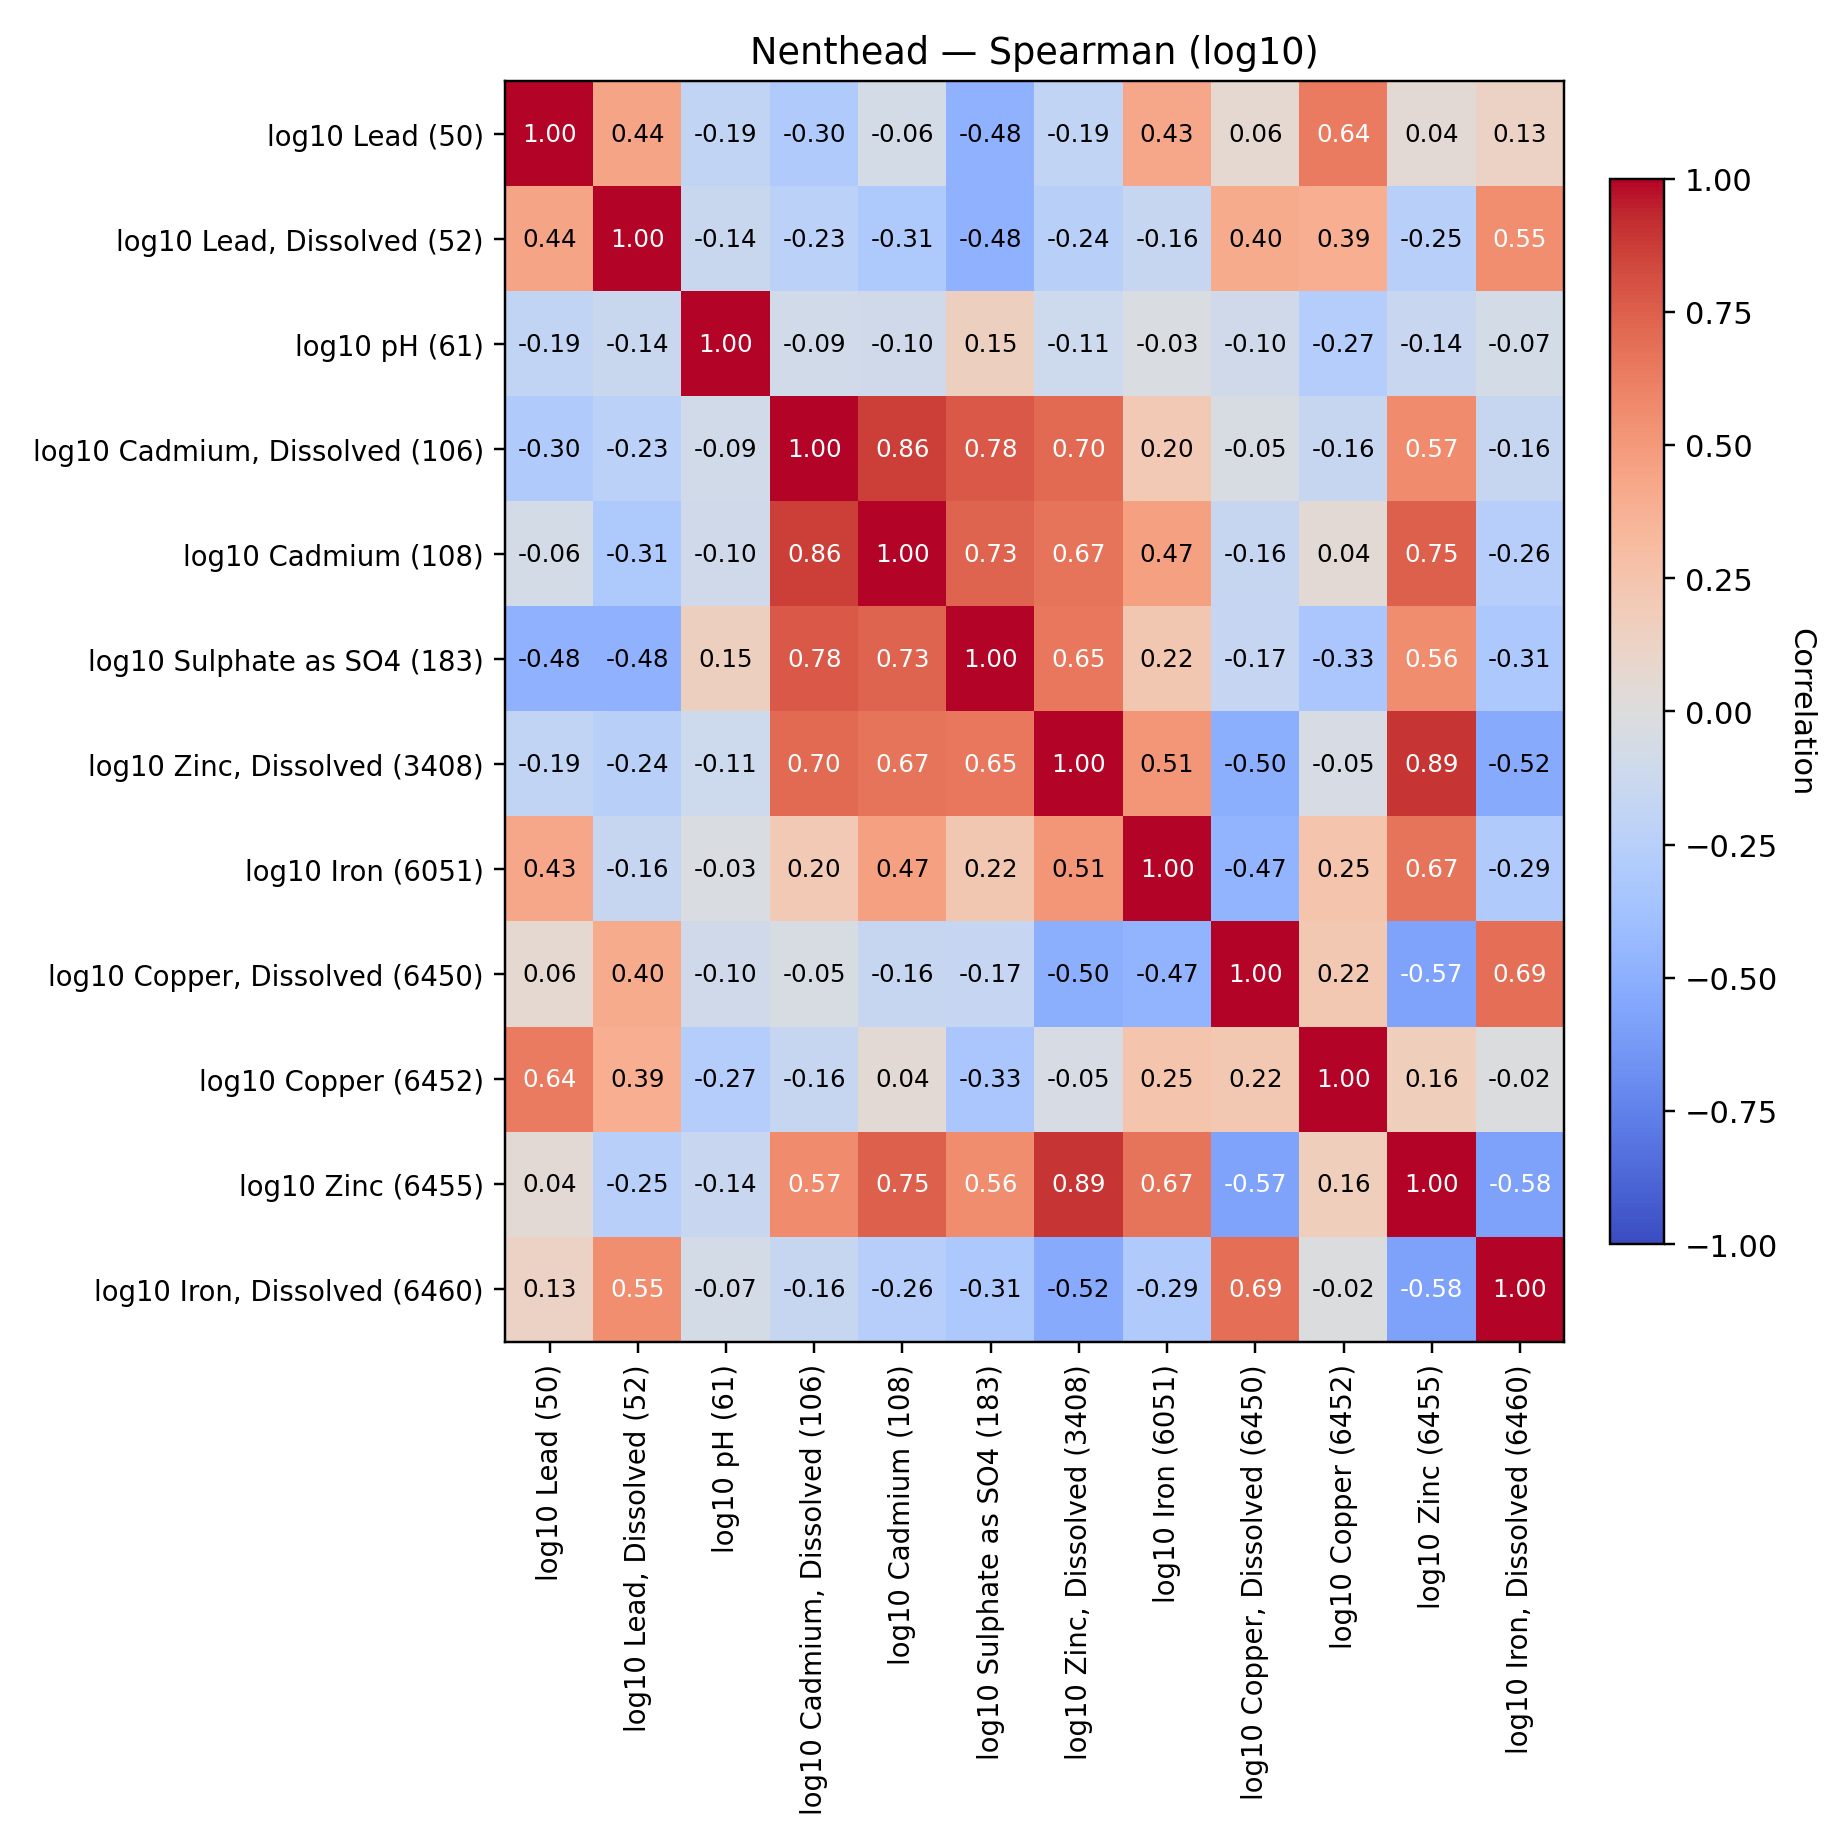 Nenthead — Spearman (log10)
log10 Lead (50) 1.00 0.44 -0.19 -0.30 -0.06 -0.48 -0.19 0.43 0.06 0.64 0.04 0.13
log10 Lead, Dissolved (52) 0.44 1.00 -0.14 -0.23 -0.31 -0.48 -0.24 -0.16 0.40 0.39 -0.25 0.55
log10 pH (61) -0.19 -0.14 1.00 -0.09 -0.10 0.15 -0.11 -0.03 -0.10 -0.27 -0.14 -0.07
log10 Cadmium, Dissolved (106) -0.30 -0.23 -0.09 1.00 0.86 0.78 0.70 0.20 -0.05 -0.16 0.57 -0.16
log10 Cadmium (108) -0.06 -0.31 -0.10 0.86 1.00 0.73 0.67 0.47 -0.16 0.04 0.75 -0.26
log10 Sulphate as SO4 (183) -0.48 -0.48 0.15 0.78 0.73 1.00 0.65 0.22 -0.17 -0.33 0.56 -0.31
log10 Zinc, Dissolved (3408) -0.19 -0.24 -0.11 0.70 0.67 0.65 1.00 0.51 -0.50 -0.05 0.89 -0.52
log10 Iron (6051) 0.43 -0.16 -0.03 0.20 0.47 0.22 0.51 1.00 -0.47 0.25 0.67 -0.29
log10 Copper, Dissolved (6450) 0.06 0.40 -0.10 -0.05 -0.16 -0.17 -0.50 -0.47 1.00 0.22 -0.57 0.69
log10 Copper (6452) 0.64 0.39 -0.27 -0.16 0.04 -0.33 -0.05 0.25 0.22 1.00 0.16 -0.02
log10 Zinc (6455) 0.04 -0.25 -0.14 0.57 0.75 0.56 0.89 0.67 -0.57 0.16 1.00 -0.58
log10 Iron, Dissolved (6460) 0.13 0.55 -0.07 -0.16 -0.26 -0.31 -0.52 -0.29 0.69 -0.02 -0.58 1.00
log10 Lead (50)
log10 Lead, Dissolved (52)
log10 pH (61)
log10 Cadmium, Dissolved (106)
log10 Cadmium (108)
log10 Sulphate as SO4 (183)
log10 Zinc, Dissolved (3408)
log10 Iron (6051)
log10 Copper, Dissolved (6450)
log10 Copper (6452)
log10 Zinc (6455)
log10 Iron, Dissolved (6460)
1.00
0.75
0.50
0.25
0.00
−0.25
−0.50
−0.75
−1.00
Correlation